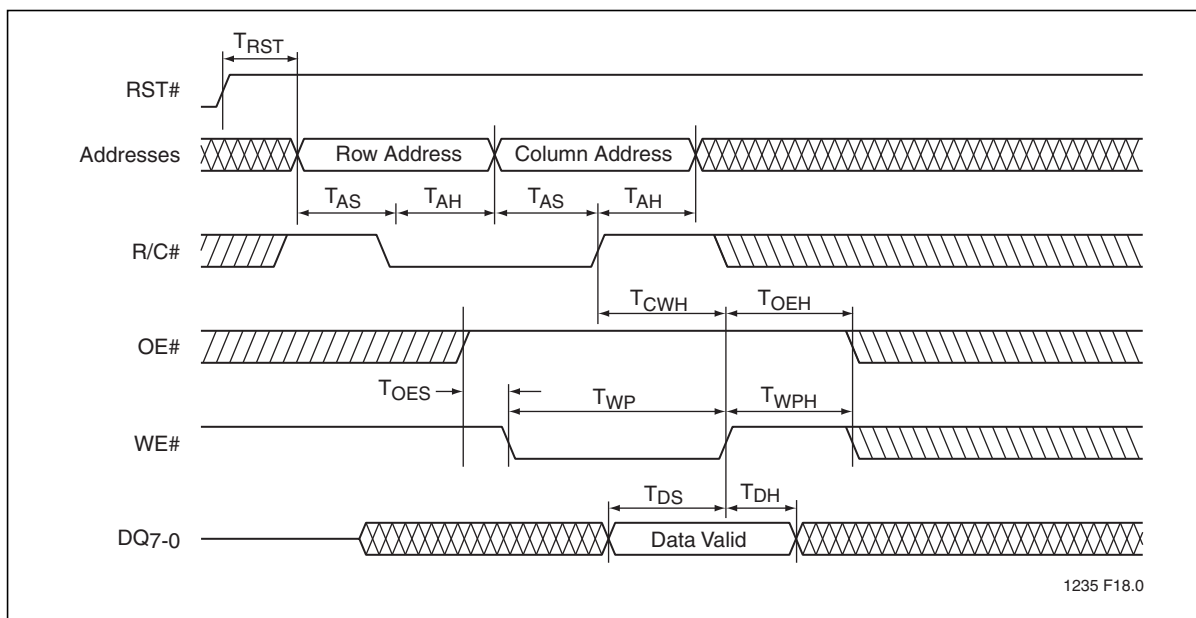 TRST
RST#
Addresses
Row Address
Column Address
TAS
TAH
TAS
TAH
R/C#
TCWH
TOEH
OE#
TOES
TWP
TWPH
WE#
TDS
TDH
DQ7-0
Data Valid
1235 F18.0